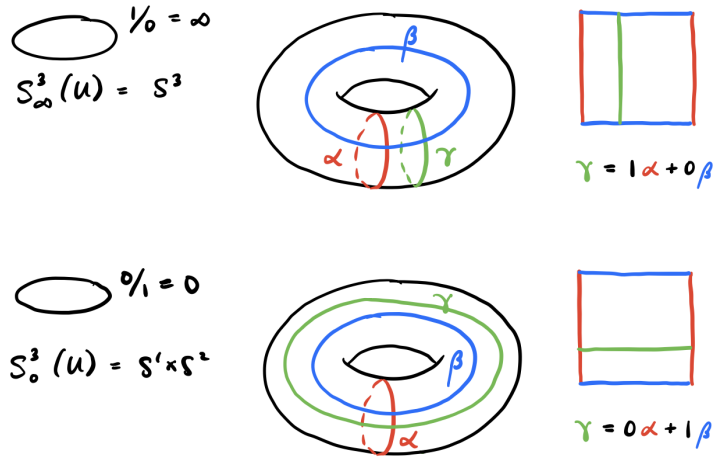 1/0 = ∞
S³∞(U) = S³
β
α
γ
γ = 1α + 0β
0/1 = 0
S³₀(U) = S¹×S²
γ
β
α
γ = 0α + 1β